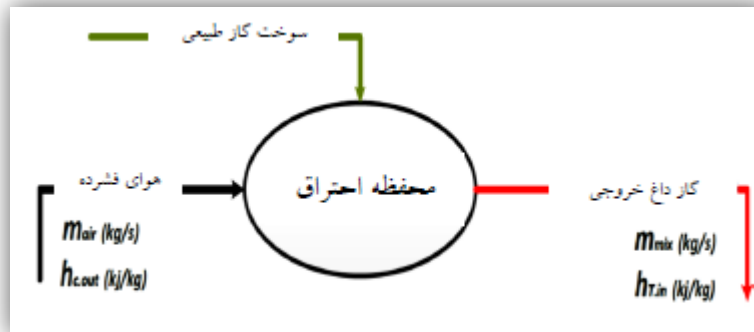 سوخت گاز طبیعی
هوای فشرده
محفظه احتراق
گاز داغ خروجی
mair (kg/s)
hc.out (kj/kg)
mmix (kg/s)
hT.in (kj/kg)